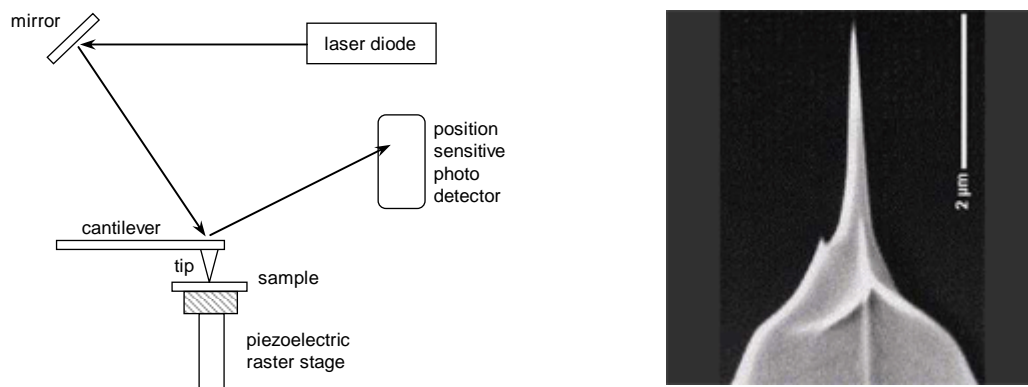 mirror
laser diode
position
sensitive
photo
detector
cantilever
tip
sample
piezoelectric
raster stage
2 µm